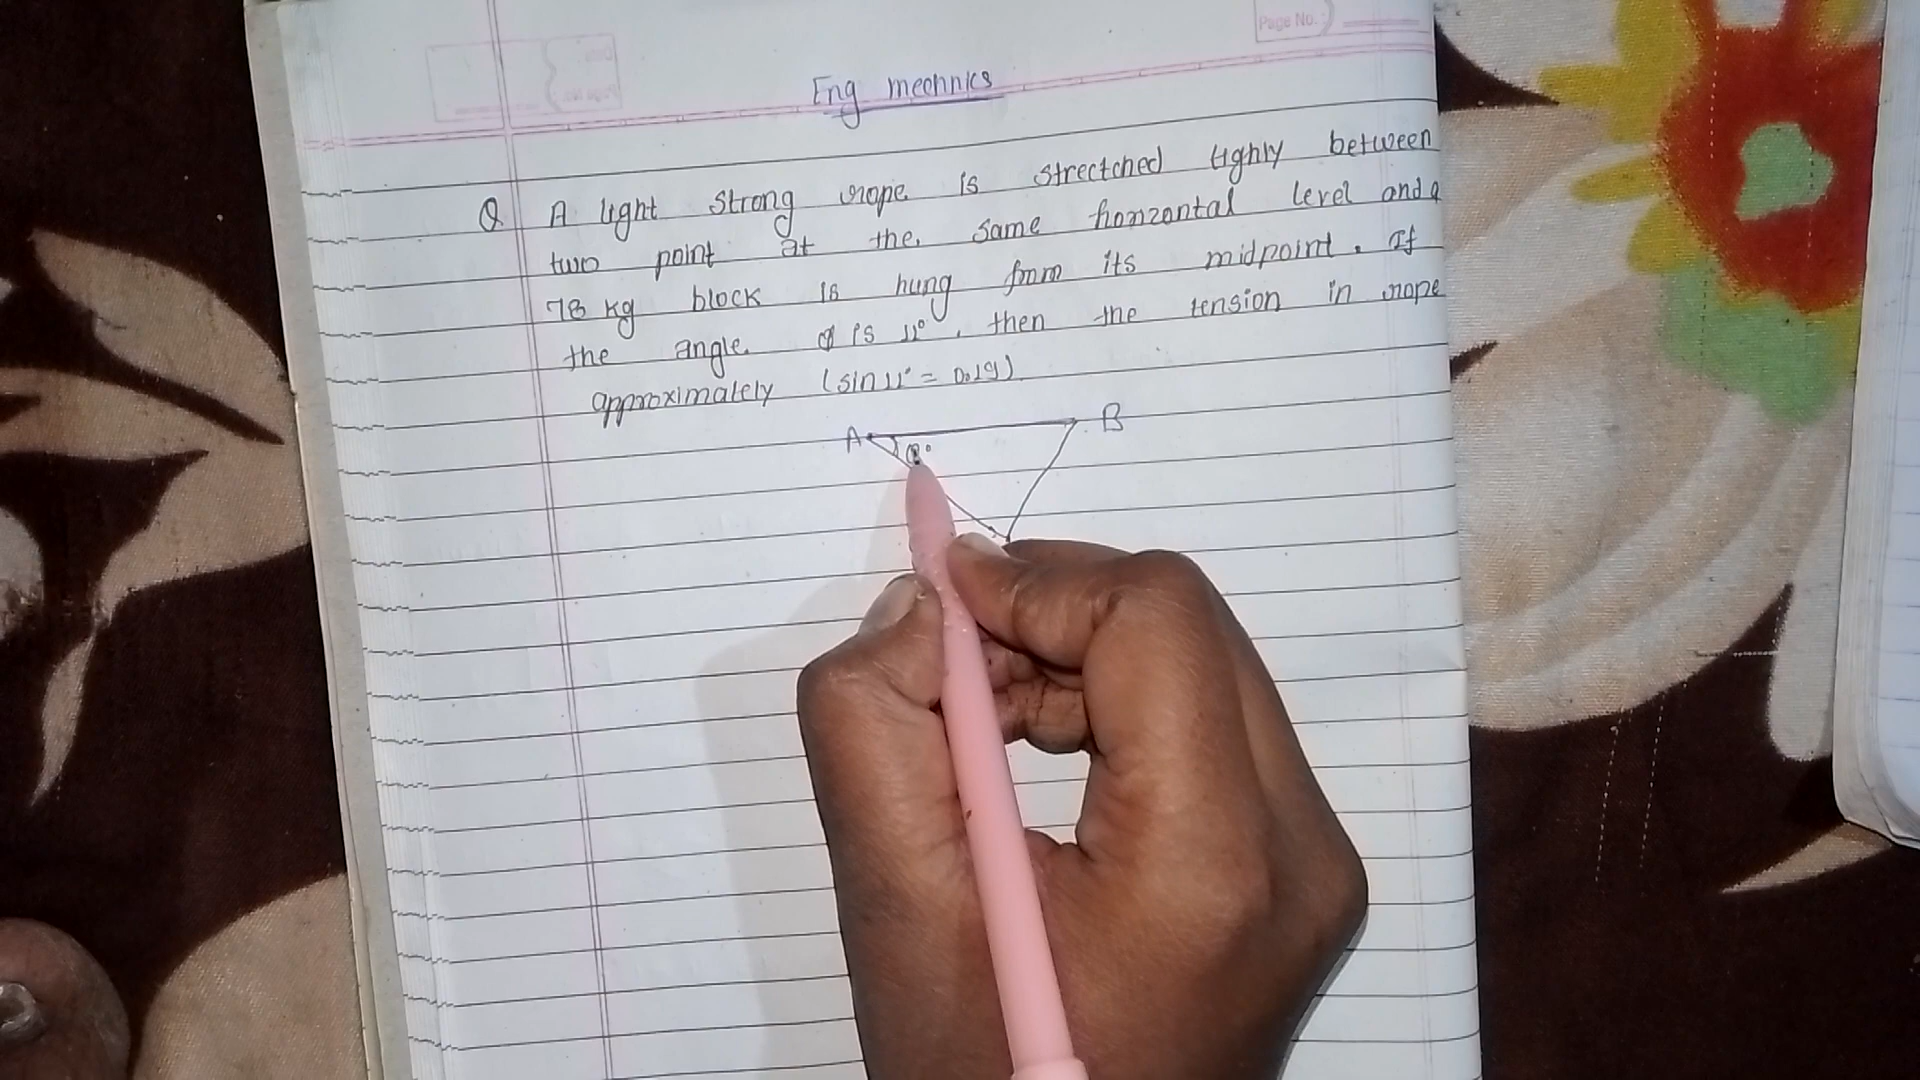 Page No. :
Eng mechnics
Q A light strong rope is strectched tighly between
two point at the same horizontal level and a
78 kg block is hung from its midpoint. If
the angle θ is 11°, then the tension in rope
approximately (sin 11° = 0.19)
A B
θ°